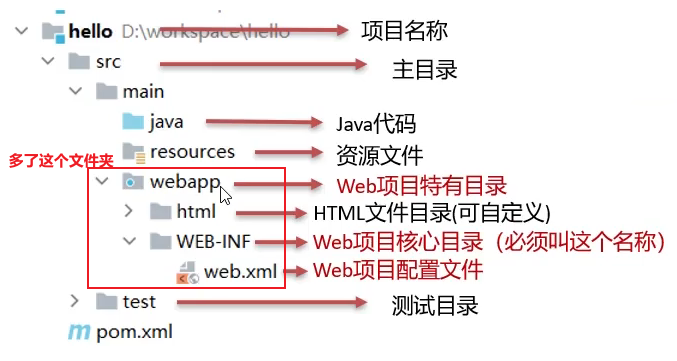 hello D:\workspace\hello 项目名称
src 主目录
main
java Java代码
resources 资源文件
多了这个文件夹
webapp Web项目特有目录
html HTML文件目录(可自定义)
WEB-INF Web项目核心目录（必须叫这个名称）
web.xml Web项目配置文件
test 测试目录
pom.xml